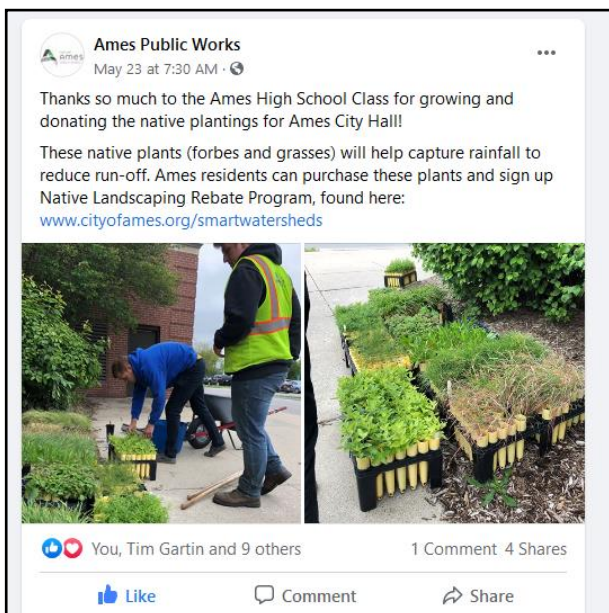 Ames Public Works
May 23 at 7:30 AM ·
Thanks so much to the Ames High School Class for growing and
donating the native plantings for Ames City Hall!
These native plants (forbes and grasses) will help capture rainfall to
reduce run-off. Ames residents can purchase these plants and sign up
Native Landscaping Rebate Program, found here:
www.cityofames.org/smartwatersheds
You, Tim Gartin and 9 others 1 Comment 4 Shares
Like Comment Share